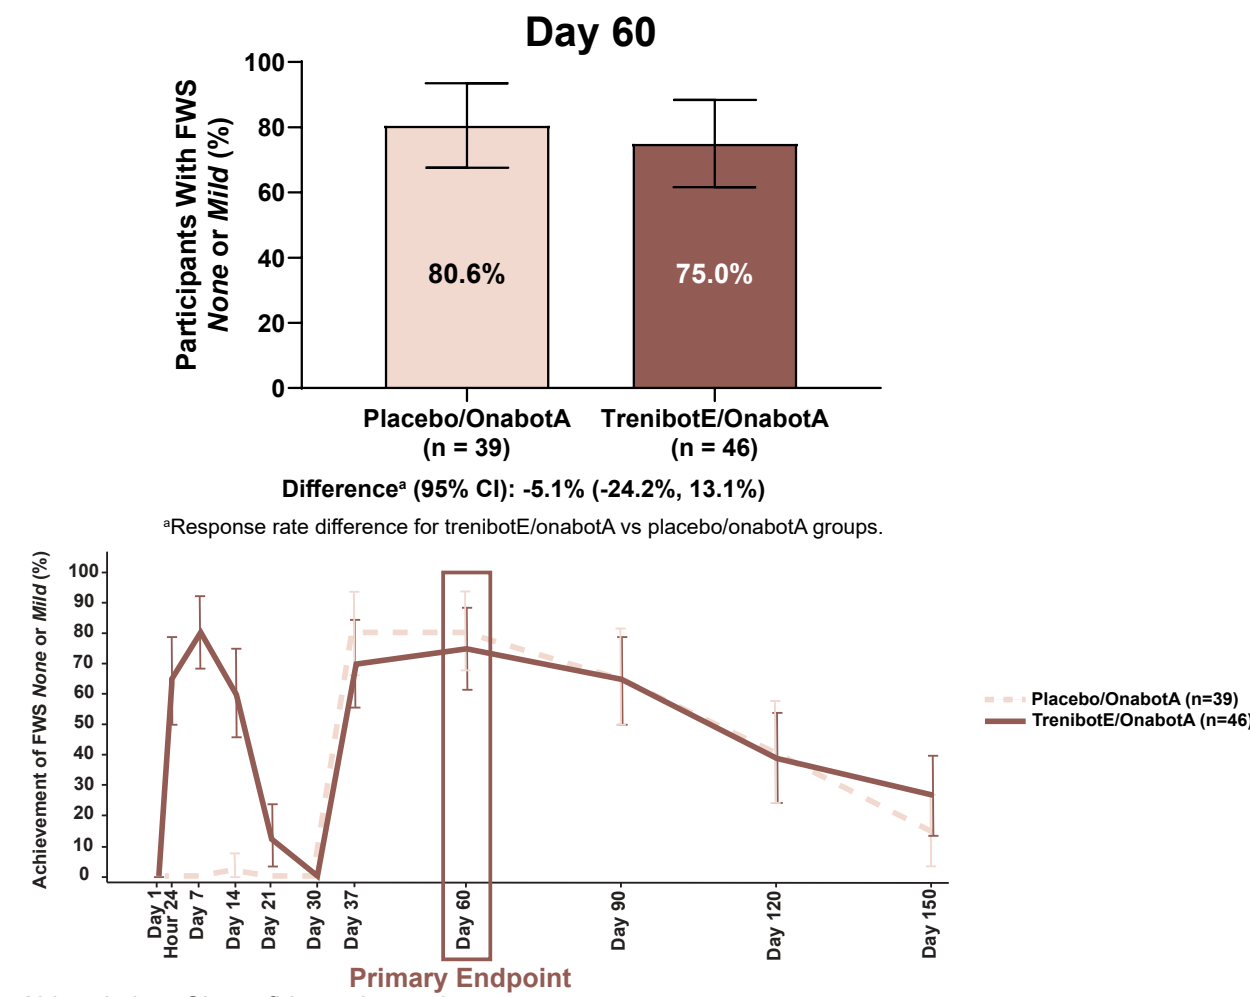 Day 60
Participants With FWS
None or Mild (%)
100
80
60
40
20
0
80.6%
75.0%
Placebo/OnabotA
(n = 39)
TrenibotE/OnabotA
(n = 46)
Differenceᵃ (95% CI): -5.1% (-24.2%, 13.1%)
ᵃResponse rate difference for trenibotE/onabotA vs placebo/onabotA groups.
Achievement of FWS None or Mild (%)
100
90
80
70
60
50
40
30
20
10
0
Day 1
Hour 24
Day 7
Day 14
Day 21
Day 30
Day 37
Day 60
Day 90
Day 120
Day 150
Primary Endpoint
Placebo/OnabotA (n=39)
TrenibotE/OnabotA (n=46)